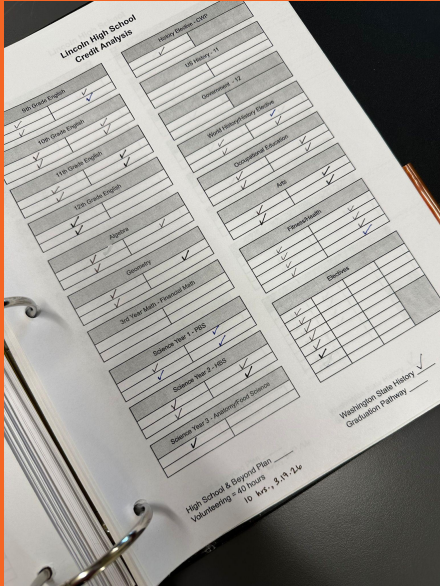 Lincoln High School
Credit Analysis
9th Grade English
10th Grade English
11th Grade English
12th Grade English
Algebra
Geometry
3rd Year Math - Financial Math
Science Year 1 - PBS
Science Year 2 - HBS
Science Year 3 - Anatomy/Food Science
High School & Beyond Plan ____
Volunteering = 40 hours
10 hrs., 3.19.26
History Elective - CWP
US History - 11
Government - 12
World History/History Elective
Occupational Education
Arts
Fitness/Health
Electives
Washington State History ✓
Graduation Pathway ____